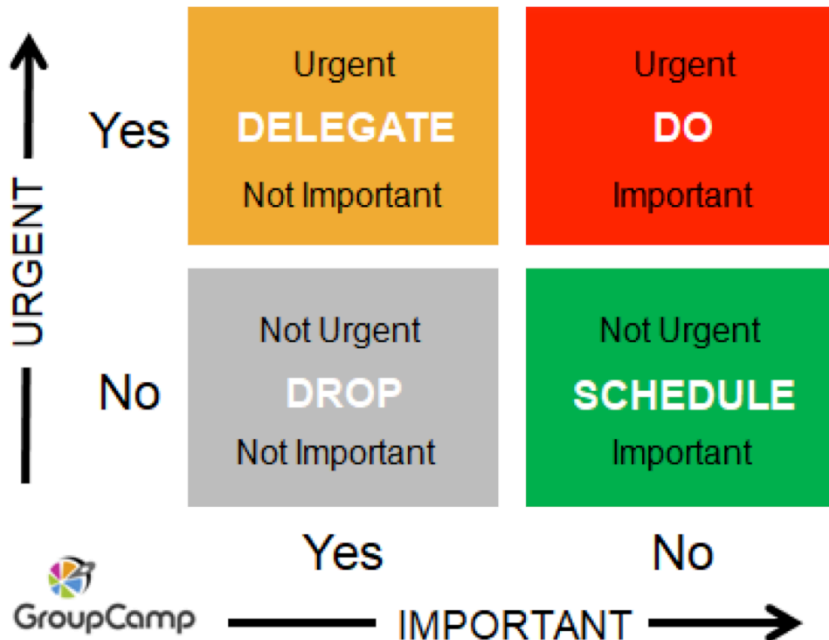 URGENT
Yes
Urgent
DELEGATE
Not Important
Urgent
DO
Important
No
Not Urgent
DROP
Not Important
Not Urgent
SCHEDULE
Important
Yes
No
GroupCamp
IMPORTANT